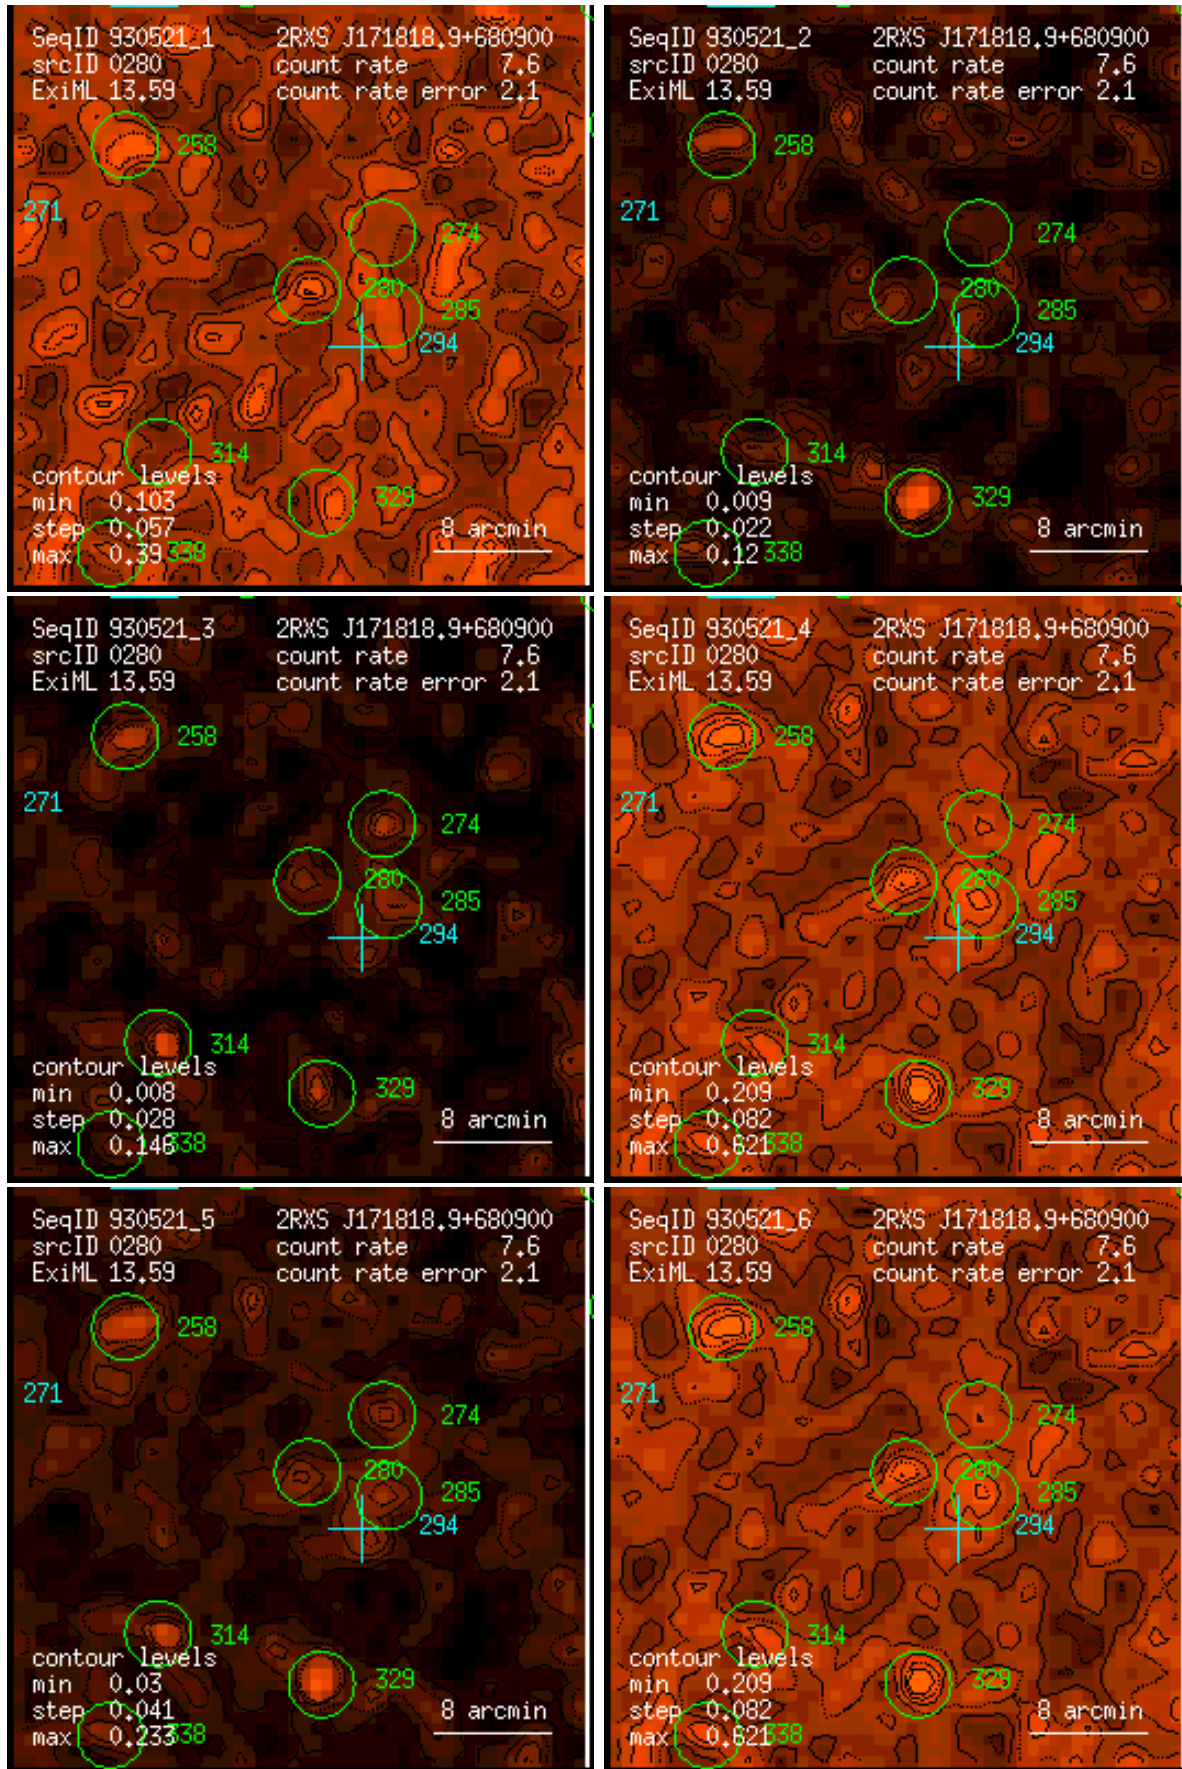 SeqID 930521_1 2RXS J171818.9+680900
srcID 0280 count rate 7.6
ExiML 13.59 count rate error 2.1
258
271
274
280
285
294
314
contour levels
min 0.103
329
step 0.057
8 arcmin
max 0.39
338
SeqID 930521_2 2RXS J171818.9+680900
srcID 0280 count rate 7.6
ExiML 13.59 count rate error 2.1
258
271
274
280
285
294
314
contour levels
min 0.009
329
step 0.022
8 arcmin
max 0.12
338
SeqID 930521_3 2RXS J171818.9+680900
srcID 0280 count rate 7.6
ExiML 13.59 count rate error 2.1
258
271
274
280
285
294
314
contour levels
min 0.008
329
step 0.028
8 arcmin
max 0.146
338
SeqID 930521_4 2RXS J171818.9+680900
srcID 0280 count rate 7.6
ExiML 13.59 count rate error 2.1
258
271
274
280
285
294
314
contour levels
min 0.209
329
step 0.082
8 arcmin
max 0.621
338
SeqID 930521_5 2RXS J171818.9+680900
srcID 0280 count rate 7.6
ExiML 13.59 count rate error 2.1
258
271
274
280
285
294
314
contour levels
min 0.03
329
step 0.041
8 arcmin
max 0.233
338
SeqID 930521_6 2RXS J171818.9+680900
srcID 0280 count rate 7.6
ExiML 13.59 count rate error 2.1
258
271
274
280
285
294
314
contour levels
min 0.209
329
step 0.082
8 arcmin
max 0.621
338